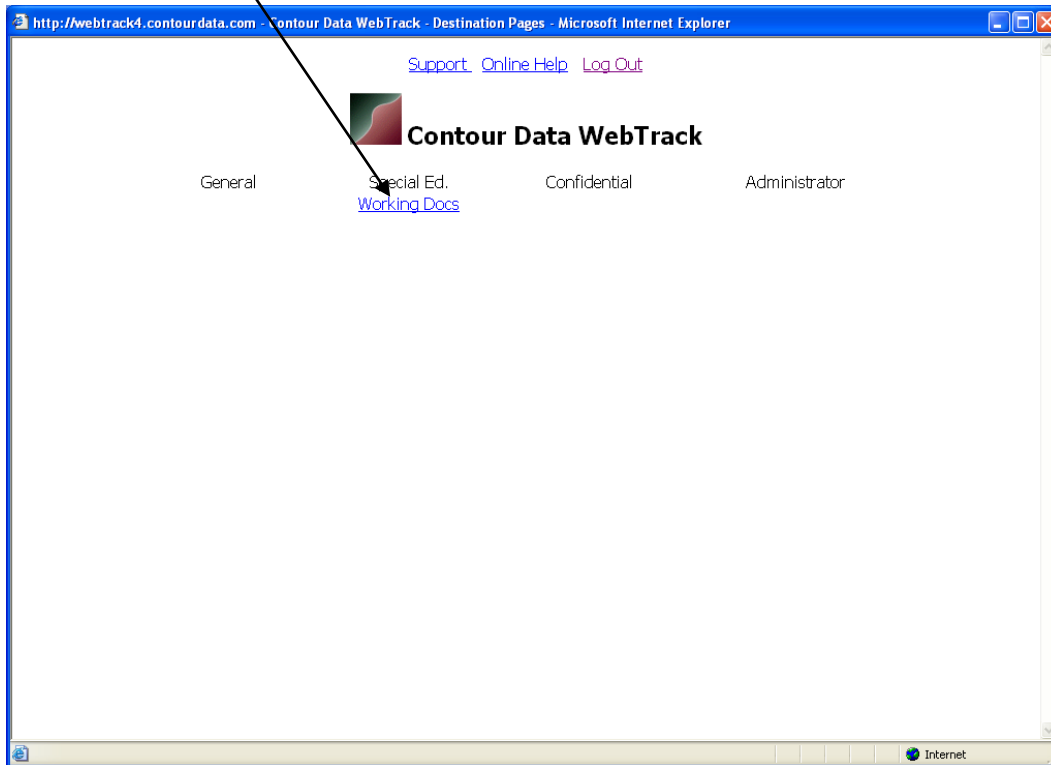 http://webtrack4.contourdata.com - Contour Data WebTrack - Destination Pages - Microsoft Internet Explorer
Support Online Help Log Out
Contour Data WebTrack
General Special Ed. Confidential Administrator
Working Docs
Internet